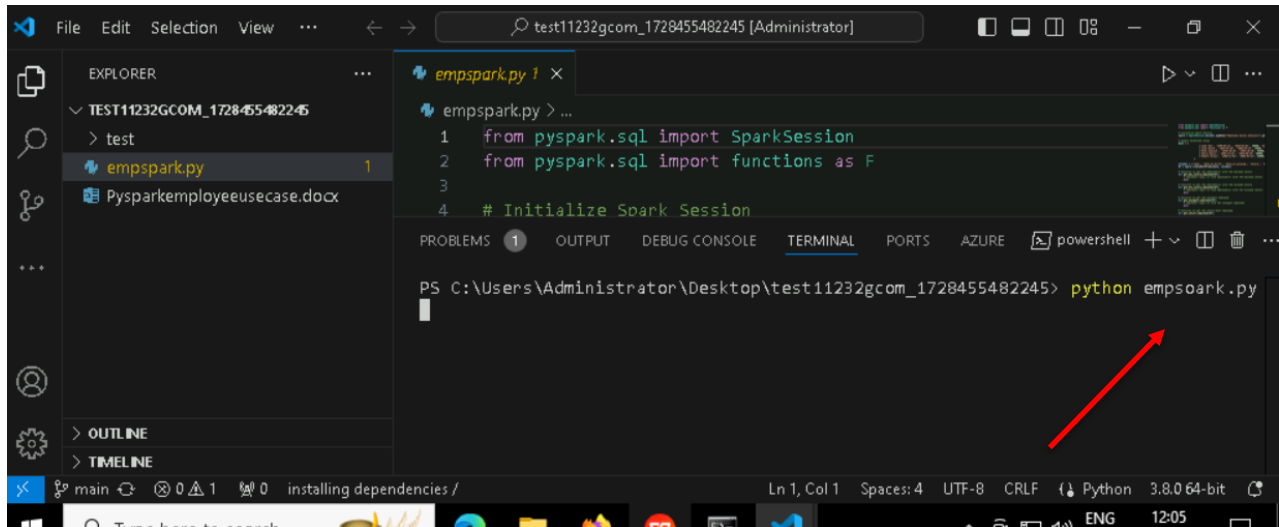 File Edit Selection View ··· ← → test11232gcom_1728455482245 [Administrator]
EXPLORER ···
TEST11232GCOM_1728455482245
> test
empspark.py 1
Pysparkemployeeusecase.docx
> OUTLINE
> TIMELINE
empspark.py 1 ×
empspark.py > ...
1 from pyspark.sql import SparkSession
2 from pyspark.sql import functions as F
3
4 # Initialize Spark Session
PROBLEMS 1 OUTPUT DEBUG CONSOLE TERMINAL PORTS AZURE powershell
PS C:\Users\Administrator\Desktop\test11232gcom_1728455482245> python empsoark.py
main 0 1 0 installing dependencies / Ln 1, Col 1 Spaces: 4 UTF-8 CRLF Python 3.8.0 64-bit
Type here to search ENG 12:05